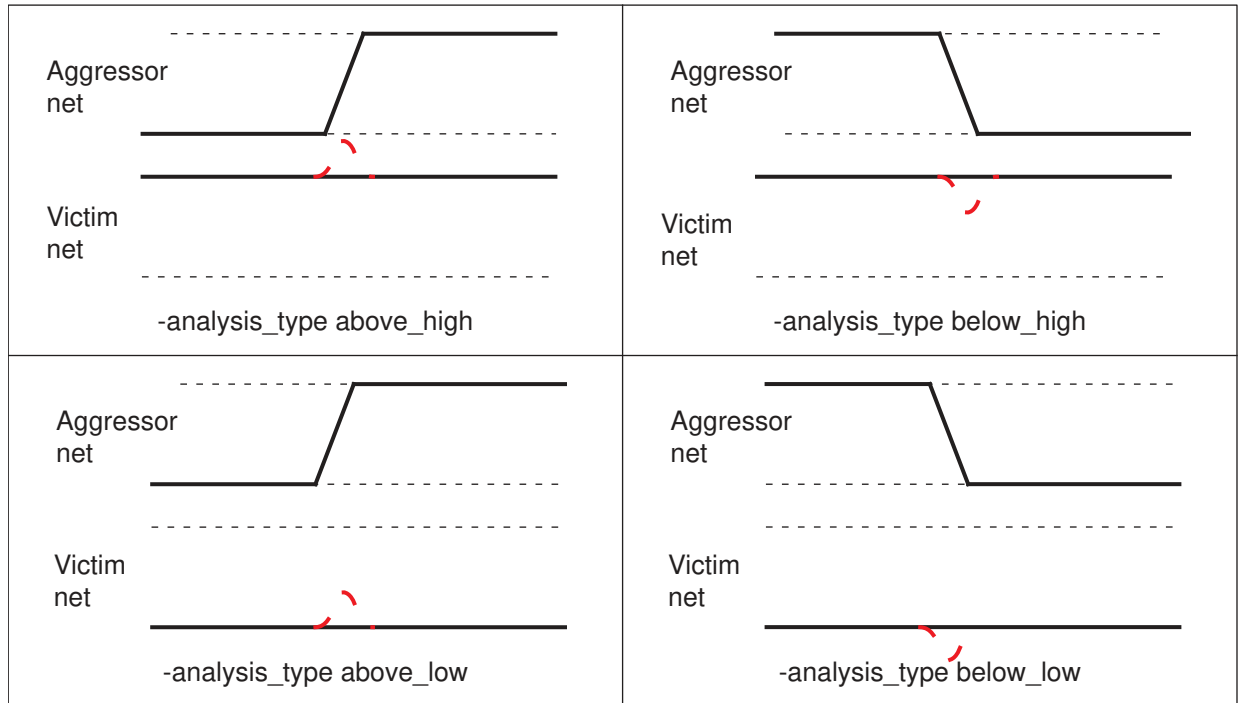 Aggressor
net
Victim
net
-analysis_type above_high
Aggressor
net
Victim
net
-analysis_type below_high
Aggressor
net
Victim
net
-analysis_type above_low
Aggressor
net
Victim
net
-analysis_type below_low